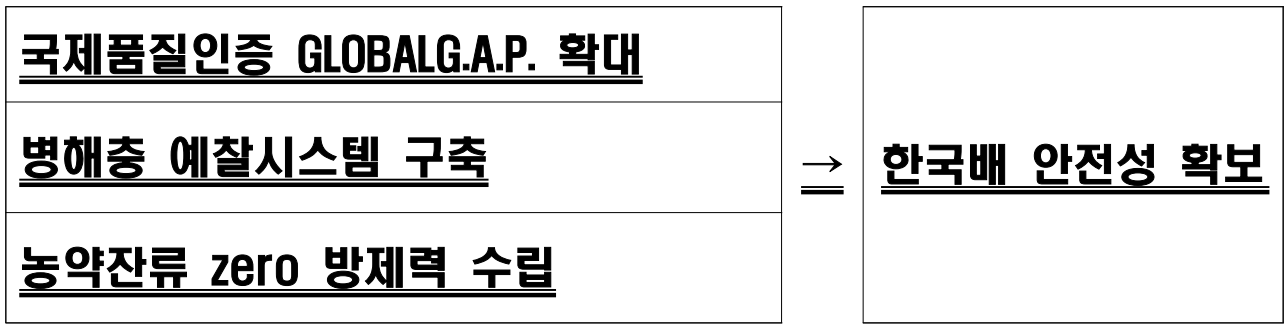 국제품질인증 GLOBALG.A.P. 확대
병해충 예찰시스템 구축
농약잔류 zero 방제력 수립
→
한국배 안전성 확보